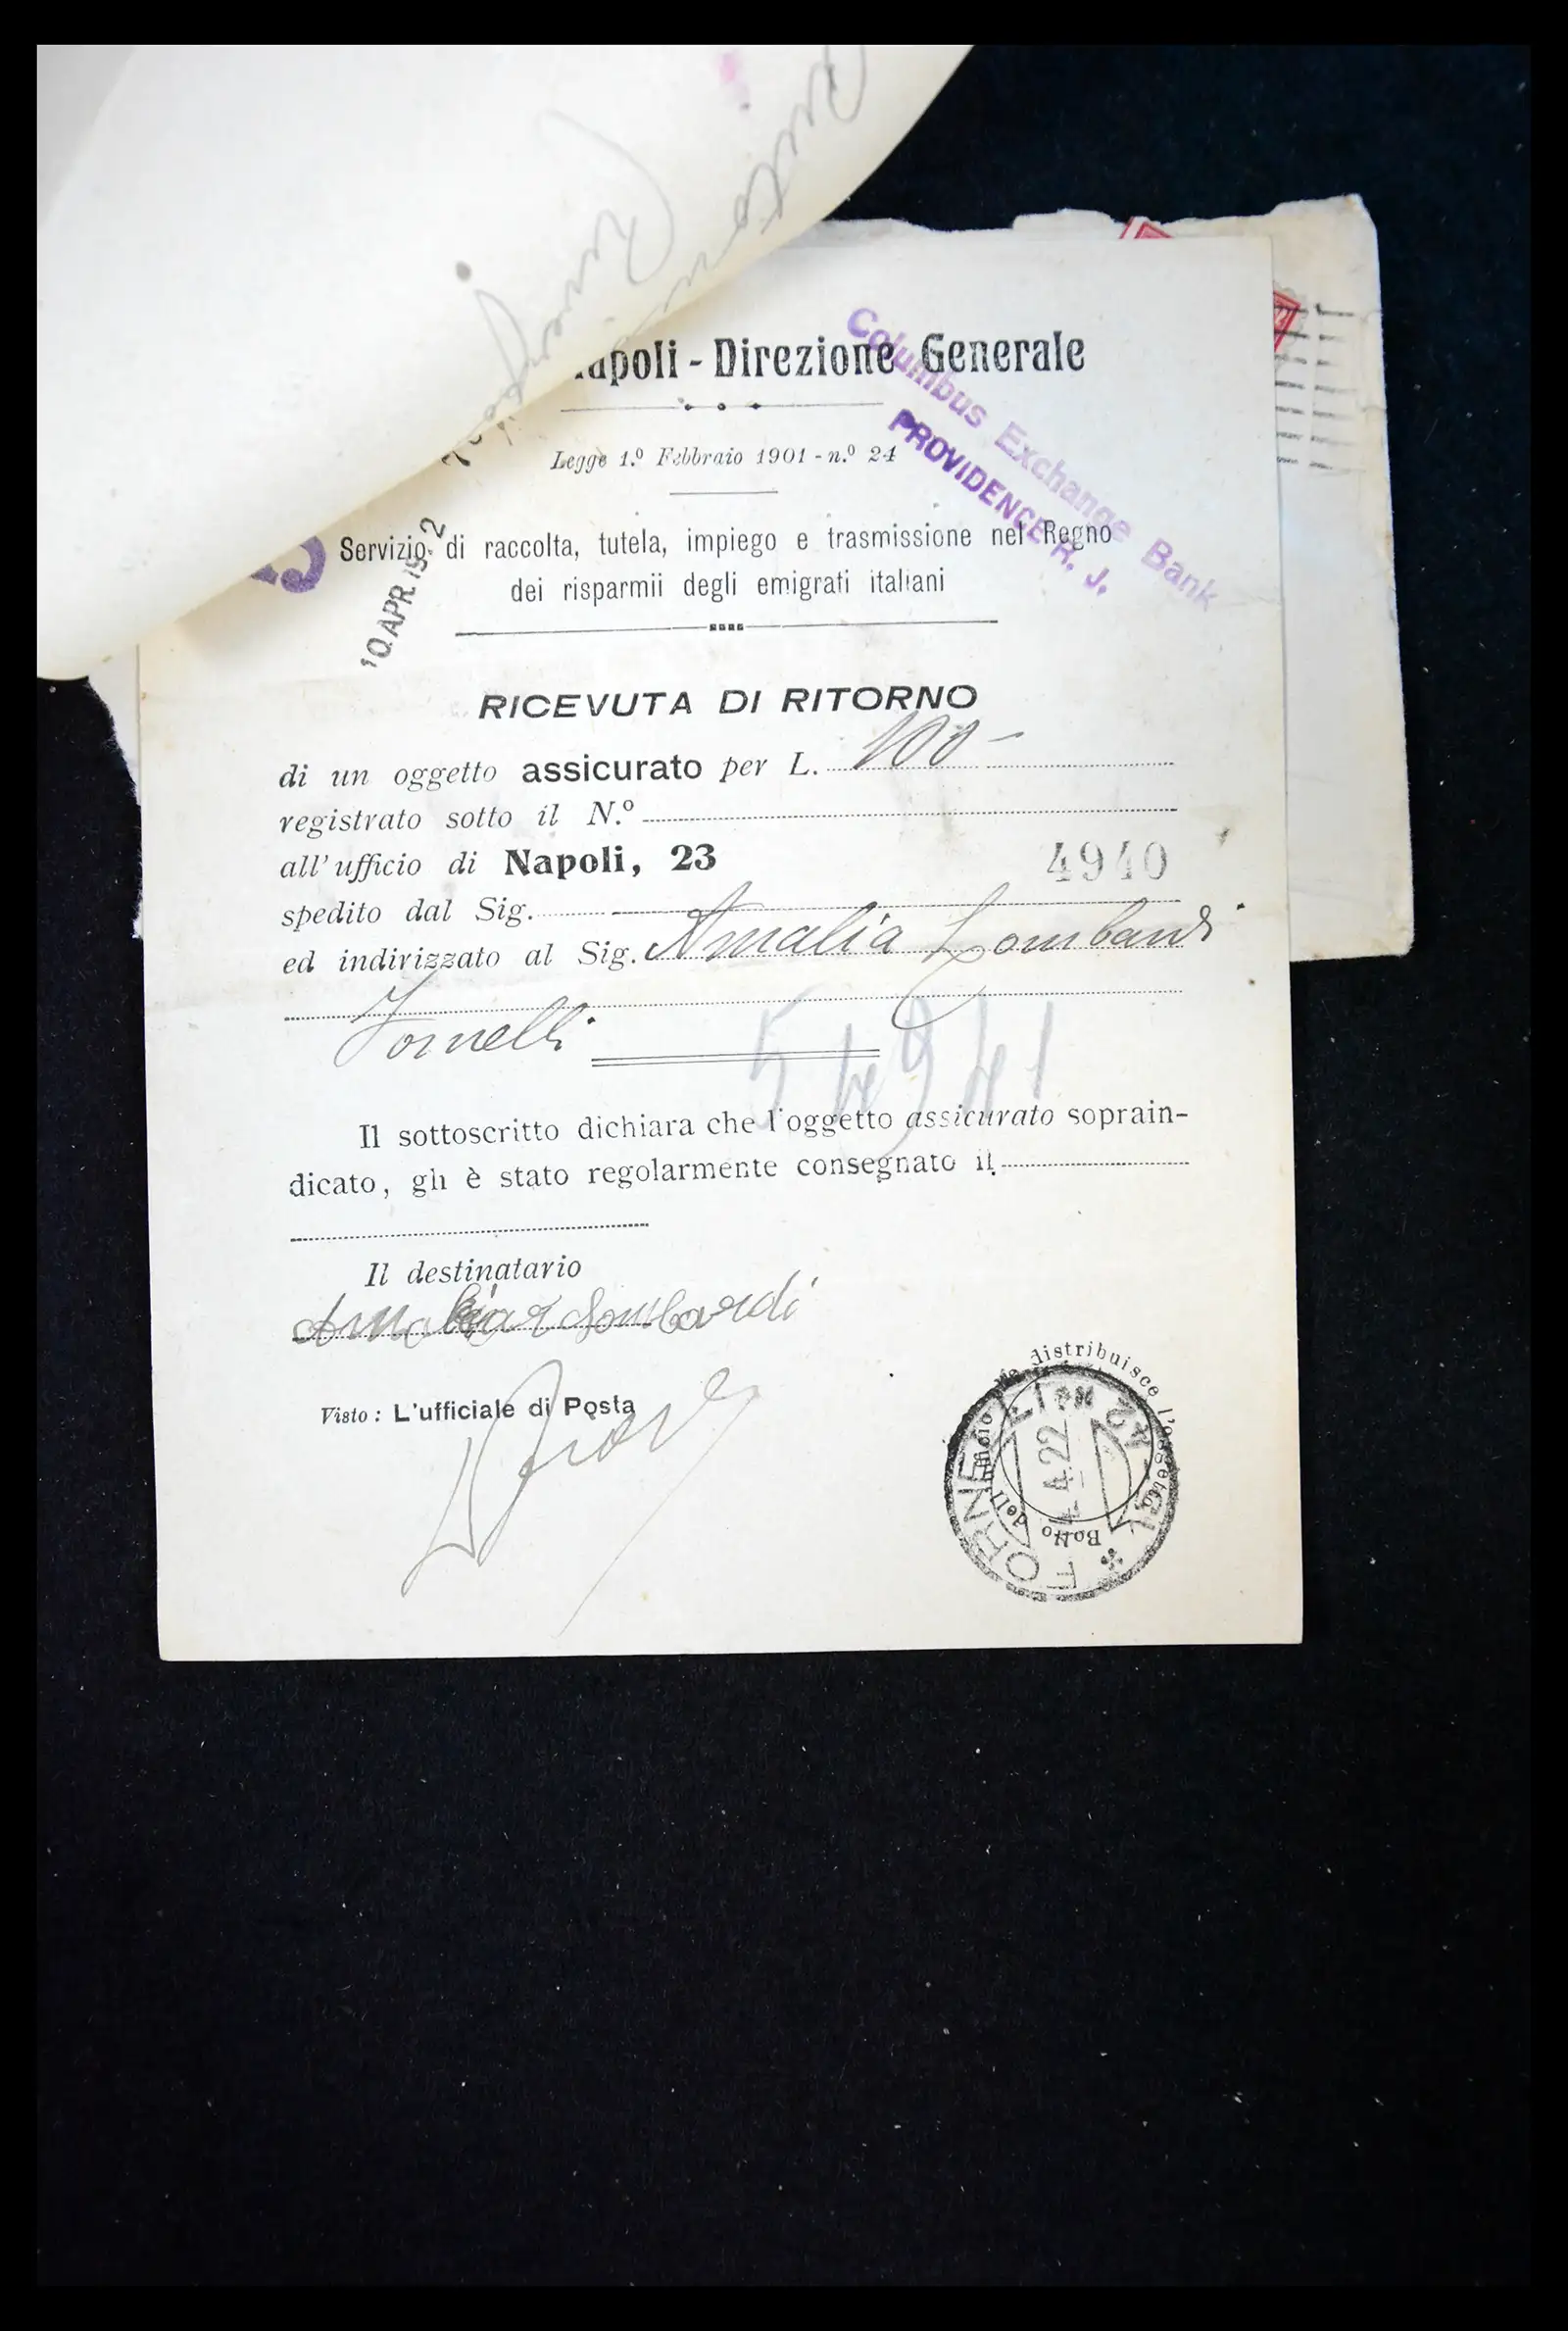 Napoli - Direzione Generale
Columbus Exchange Bank
PROVIDENCE R. I.
Legge 1.º Febbraio 1901 - n.º 24
Servizio di raccolta, tutela, impiego e trasmissione nel Regno
dei risparmii degli emigrati italiani
10 APR. 19 2
RICEVUTA DI RITORNO
di un oggetto assicurato per L. 100 -
registrato sotto il N.º
all'ufficio di Napoli, 23 4940
spedito dal Sig.
ed indirizzato al Sig. Amalia Lombardi
Fornelli
54941
Il sottoscritto dichiara che l'oggetto assicurato soprain-
dicato, gli è stato regolarmente consegnato il
Il destinatario
Amalia Lombardi
Visto: L'ufficiale di Posta
Bollo dell'ufficio che distribuisce l'oggetto
FORNELLI
4.22